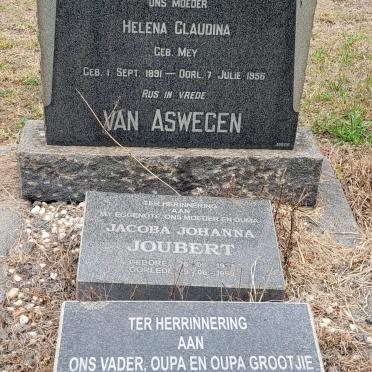 ONS MOEDER
HELENA CLAUDINA
GEB. MEY
GEB. 1 SEPT. 1891 — OORL. 7 JULIE 1956
RUS IN VREDE
VAN ASWEGEN
TER HERINNERING
AAN
MY EGGENOTE, ONS MOEDER EN OUMA
JACOBA JOHANNA
JOUBERT
GEBORE
OORLEDE
TER HERRINNERING
AAN
ONS VADER, OUPA EN OUPA GROOTJIE